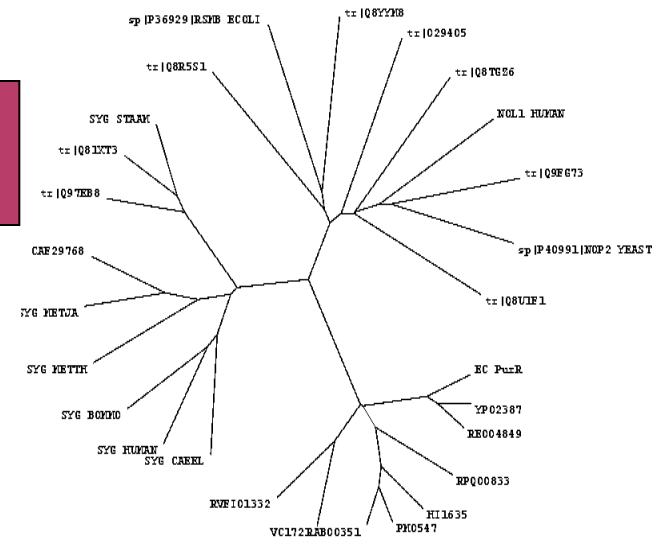 tr|Q8YYM8
sp|P36929|RSMB ECOLI
tr|O29405
tr|Q8R5S1
tr|Q8TGZ6
NOL1 HUMAN
SYG STAAM
tr|Q81XT3
tr|Q9FG73
tr|Q97EB8
sp|P40991|NOP2 YEAST
CAF29768
tr|Q8U1F1
SYG METJA
SYG METTH
EC PurR
YP02387
SYG BOMMO
RE004849
SYG HUMAN
SYG CAEEL
RPQ00833
RVFI01332
HI1635
VC1721
RAB00351
PM0547